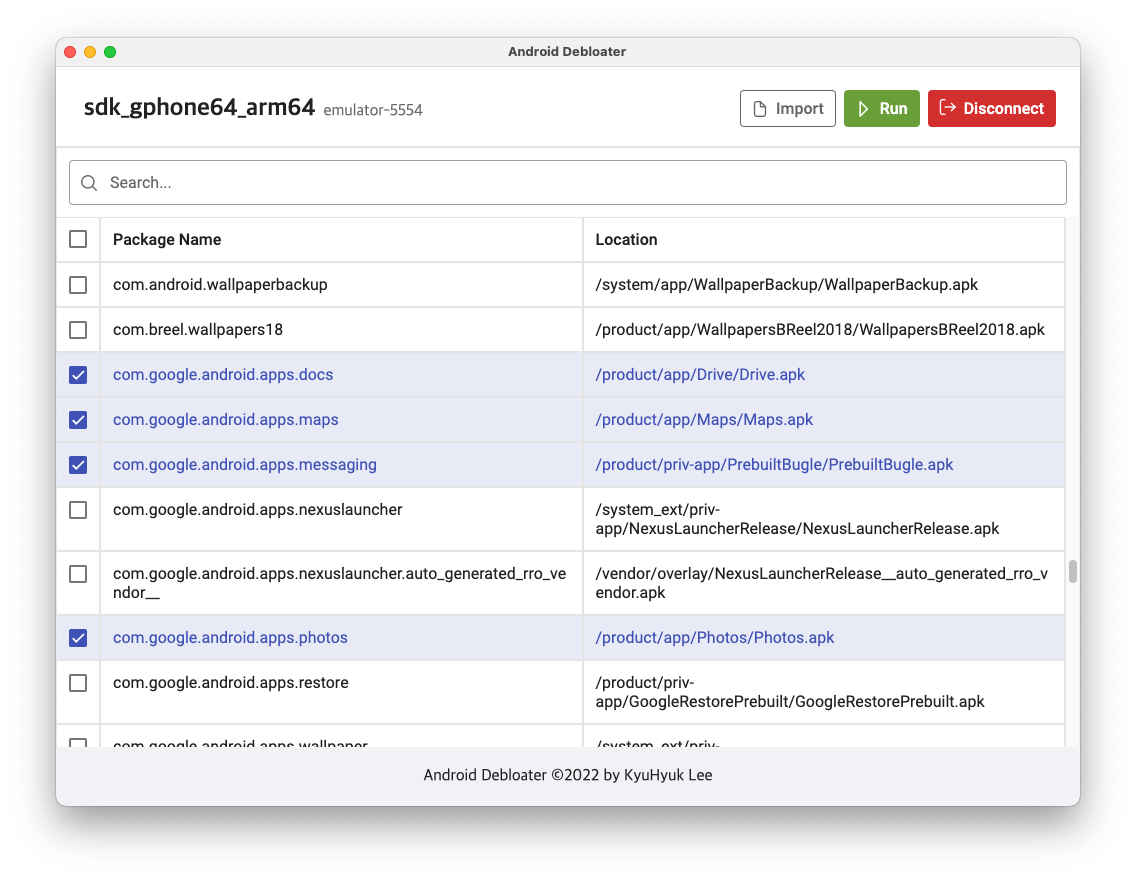 Android Debloater
sdk_gphone64_arm64 emulator-5554
Import
Run
Disconnect
Search...
Package Name
Location
com.android.wallpaperbackup
/system/app/WallpaperBackup/WallpaperBackup.apk
com.breel.wallpapers18
/product/app/WallpapersBReel2018/WallpapersBReel2018.apk
com.google.android.apps.docs
/product/app/Drive/Drive.apk
com.google.android.apps.maps
/product/app/Maps/Maps.apk
com.google.android.apps.messaging
/product/priv-app/PrebuiltBugle/PrebuiltBugle.apk
com.google.android.apps.nexuslauncher
/system_ext/priv-
app/NexusLauncherRelease/NexusLauncherRelease.apk
com.google.android.apps.nexuslauncher.auto_generated_rro_ve
ndor__
/vendor/overlay/NexusLauncherRelease__auto_generated_rro_v
endor.apk
com.google.android.apps.photos
/product/app/Photos/Photos.apk
com.google.android.apps.restore
/product/priv-
app/GoogleRestorePrebuilt/GoogleRestorePrebuilt.apk
com.google.android.apps.wallpaper
/system_ext/priv-
Android Debloater ©2022 by KyuHyuk Lee